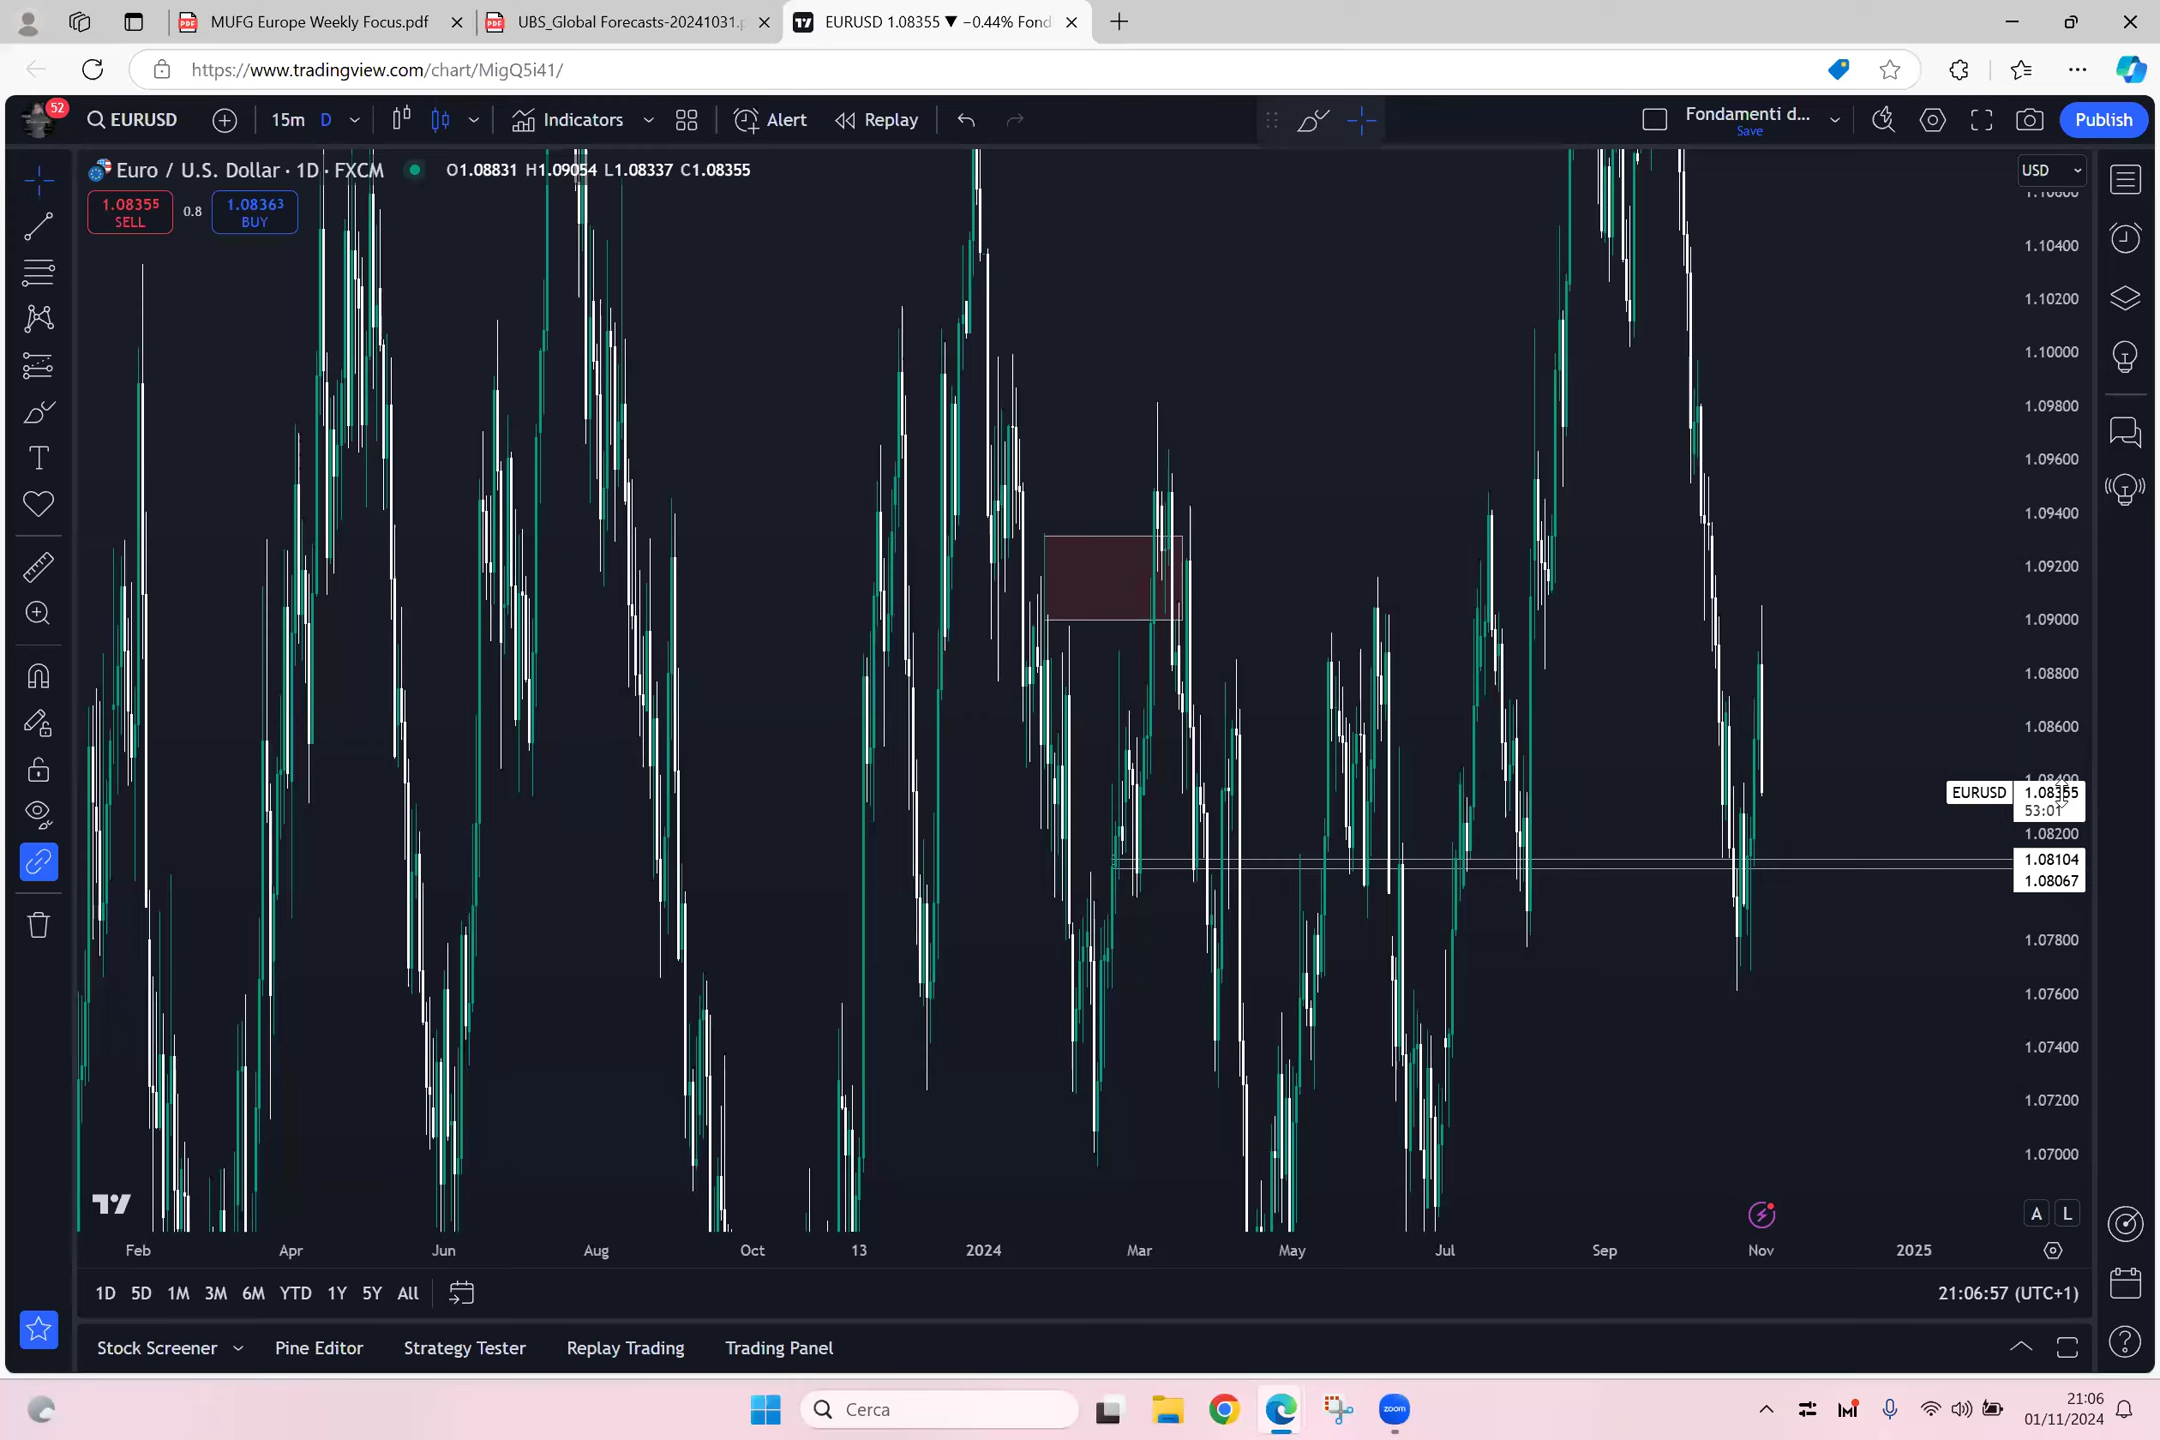 MUFG Europe Weekly Focus.pdf
UBS_Global Forecasts-20241031.p
EURUSD 1.08355 ▼ −0.44% Fond
https://www.tradingview.com/chart/MigQ5i41/
52
EURUSD
15m
D
Indicators
Alert
Replay
Fondamenti d...
Save
Publish
Euro / U.S. Dollar · 1D · FXCM
O1.08831 H1.09054 L1.08337 C1.08355
1.08355
SELL
0.8
1.08363
BUY
USD
1.10600
1.10400
1.10200
1.10000
1.09800
1.09600
1.09400
1.09200
1.09000
1.08800
1.08600
1.08400
EURUSD
1.08355
53:01
1.08200
1.08104
1.08067
1.07800
1.07600
1.07400
1.07200
1.07000
A
L
Feb
Apr
Jun
Aug
Oct
13
2024
Mar
May
Jul
Sep
Nov
2025
1D
5D
1M
3M
6M
YTD
1Y
5Y
All
21:06:57 (UTC+1)
Stock Screener
Pine Editor
Strategy Tester
Replay Trading
Trading Panel
Cerca
zoom
21:06
01/11/2024